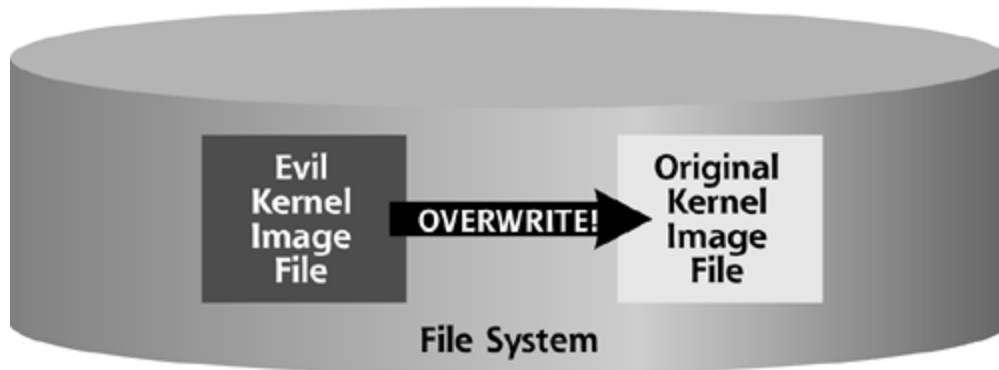 Evil
Kernel
Image
File
OVERWRITE!
Original
Kernel
Image
File
File System